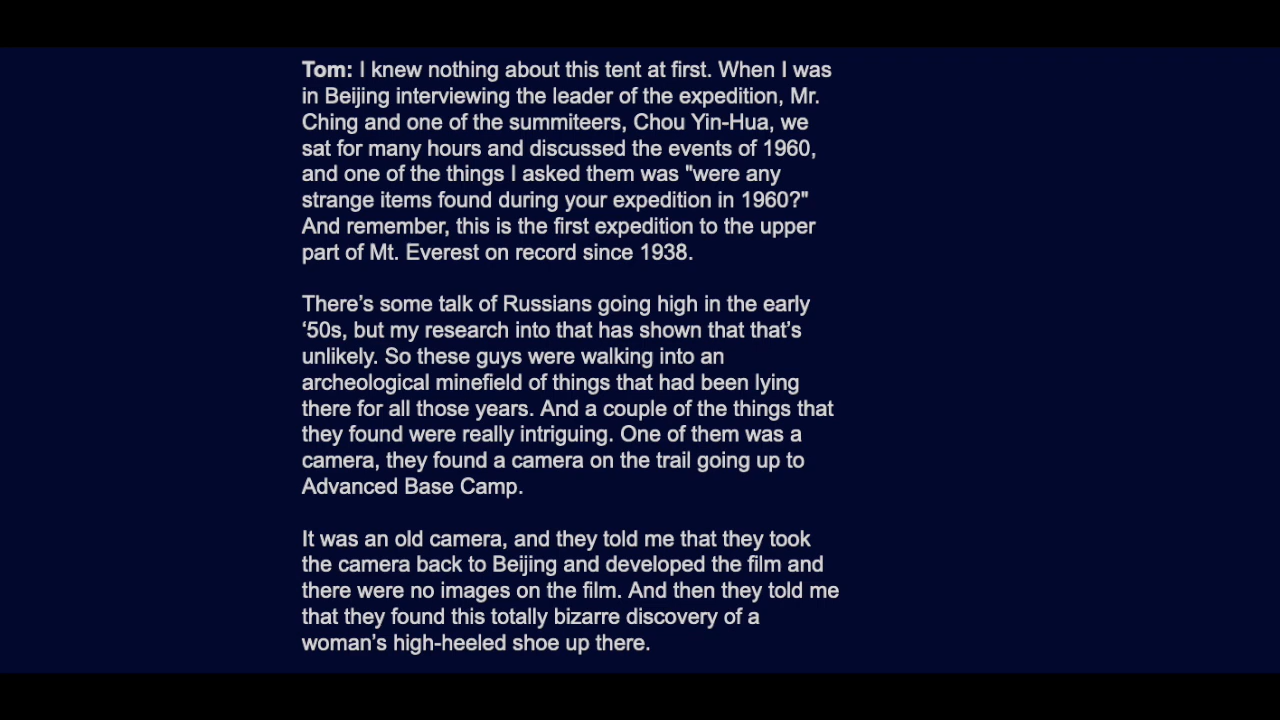 Tom: I knew nothing about this tent at first. When I was
in Beijing interviewing the leader of the expedition, Mr.
Ching and one of the summiteers, Chou Yin-Hua, we
sat for many hours and discussed the events of 1960,
and one of the things I asked them was "were any
strange items found during your expedition in 1960?"
And remember, this is the first expedition to the upper
part of Mt. Everest on record since 1938.
There’s some talk of Russians going high in the early
‘50s, but my research into that has shown that that’s
unlikely. So these guys were walking into an
archeological minefield of things that had been lying
there for all those years. And a couple of the things that
they found were really intriguing. One of them was a
camera, they found a camera on the trail going up to
Advanced Base Camp.
It was an old camera, and they told me that they took
the camera back to Beijing and developed the film and
there were no images on the film. And then they told me
that they found this totally bizarre discovery of a
woman’s high-heeled shoe up there.